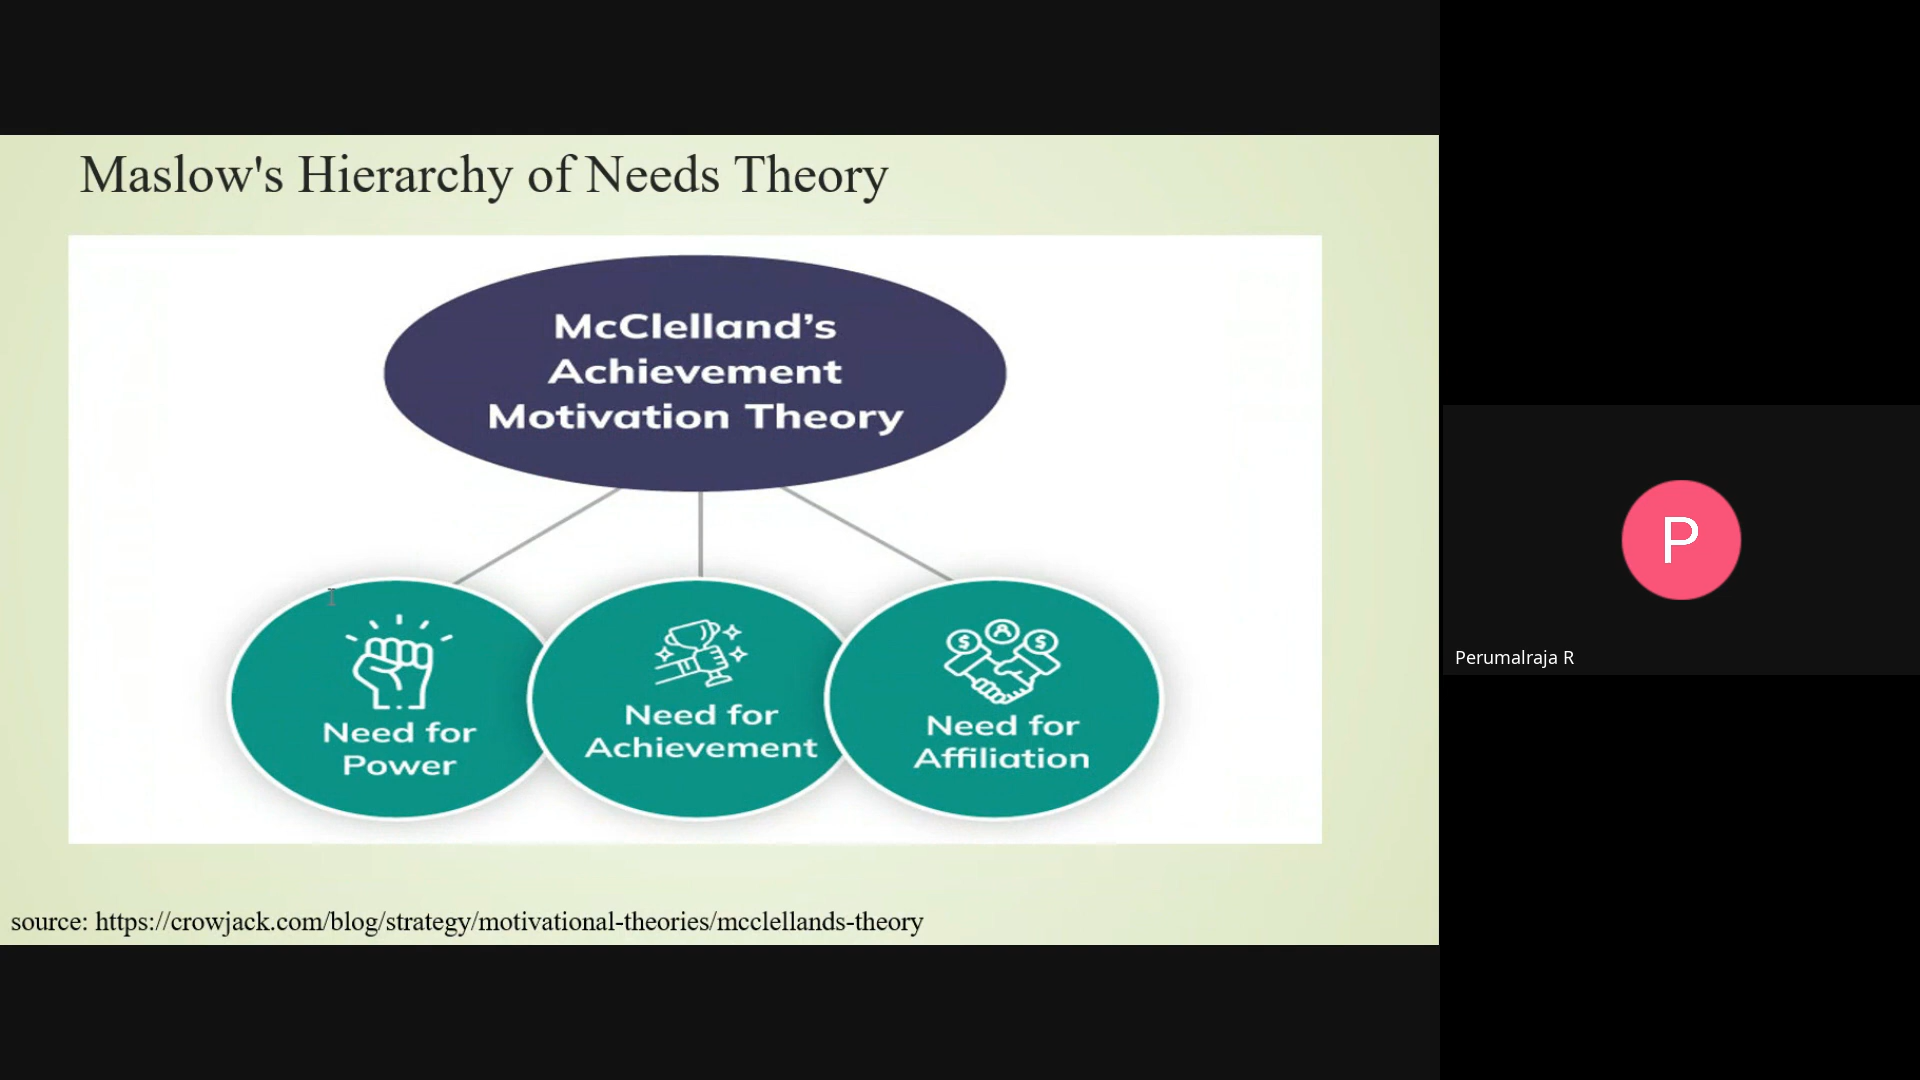 Maslow's Hierarchy of Needs Theory
McClelland's
Achievement
Motivation Theory
Need for
Power
Need for
Achievement
Need for
Affiliation
source: https://crowjack.com/blog/strategy/motivational-theories/mcclellands-theory
P
Perumalraja R